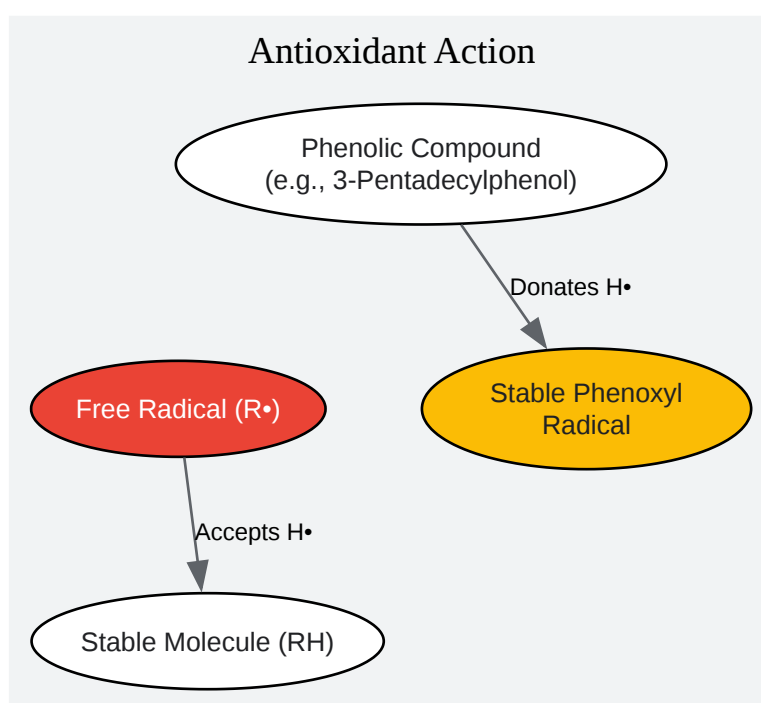 Antioxidant Action
Phenolic Compound
(e.g., 3-Pentadecylphenol)
Donates H•
Stable Phenoxyl
Radical
Free Radical (R•)
Accepts H•
Stable Molecule (RH)